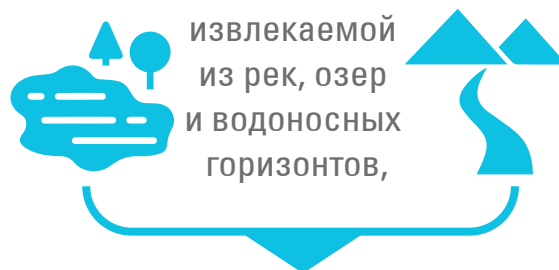 извлекаемой
из рек, озер
и водоносных
горизонтов,